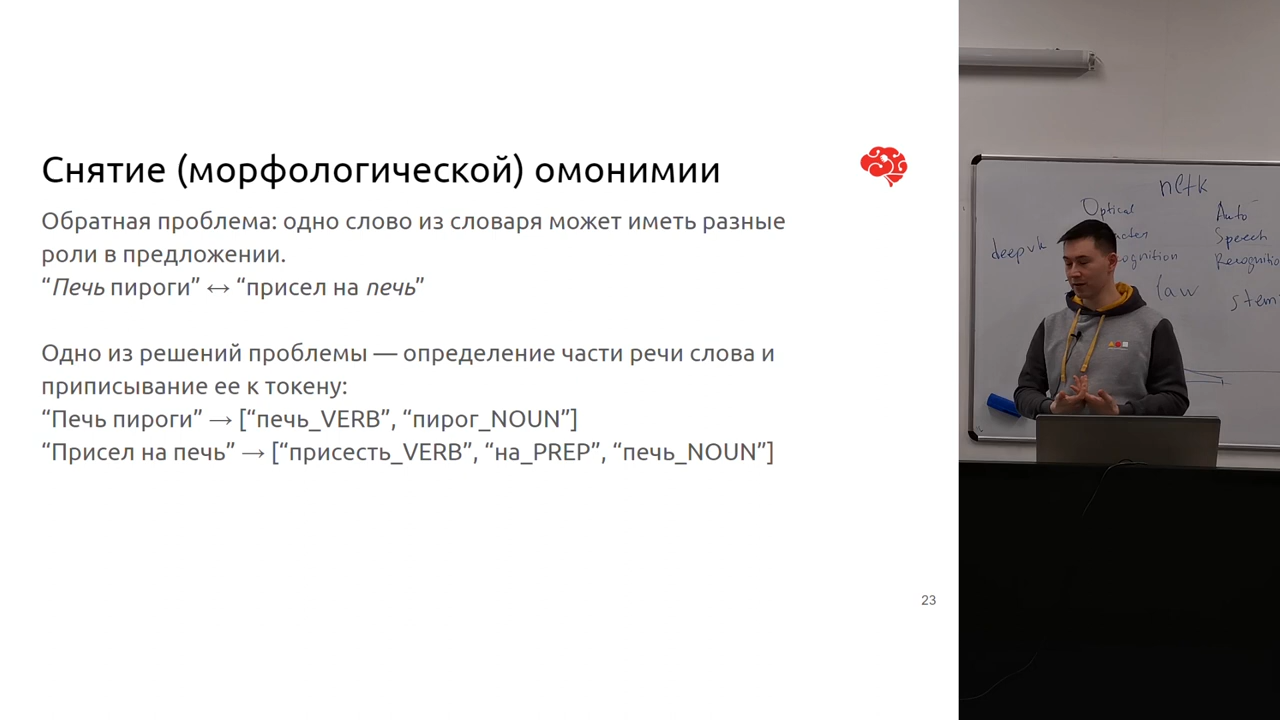 Снятие (морфологической) омонимии
Обратная проблема: одно слово из словаря может иметь разные
роли в предложении.
“Печь пироги” ↔ “присел на печь”
Одно из решений проблемы — определение части речи слова и
приписывание ее к токену:
“Печь пироги” → [“печь_VERB”, “пирог_NOUN”]
“Присел на печь” → [“присесть_VERB”, “на_PREP”, “печь_NOUN”]
23
nltk
Optical
Auto
Speech
Recognitio
deepvk
ognition
law
stem